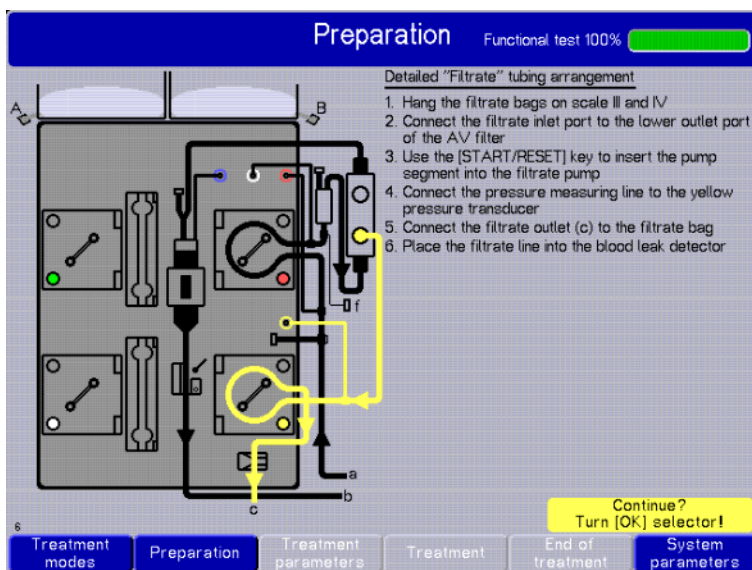 Preparation
Functional test 100%
Detailed "Filtrate" tubing arrangement
1. Hang the filtrate bags on scale III and IV
2. Connect the filtrate inlet port to the lower outlet port
of the AV filter
3. Use the [START/RESET] key to insert the pump
segment into the filtrate pump
4. Connect the pressure measuring line to the yellow
pressure transducer
5. Connect the filtrate outlet (c) to the filtrate bag
6. Place the filtrate line into the blood leak detector
A
B
f
a
b
c
Continue?
Turn [OK] selector!
6
Treatment
modes
Preparation
Treatment
parameters
Treatment
End of
treatment
System
parameters